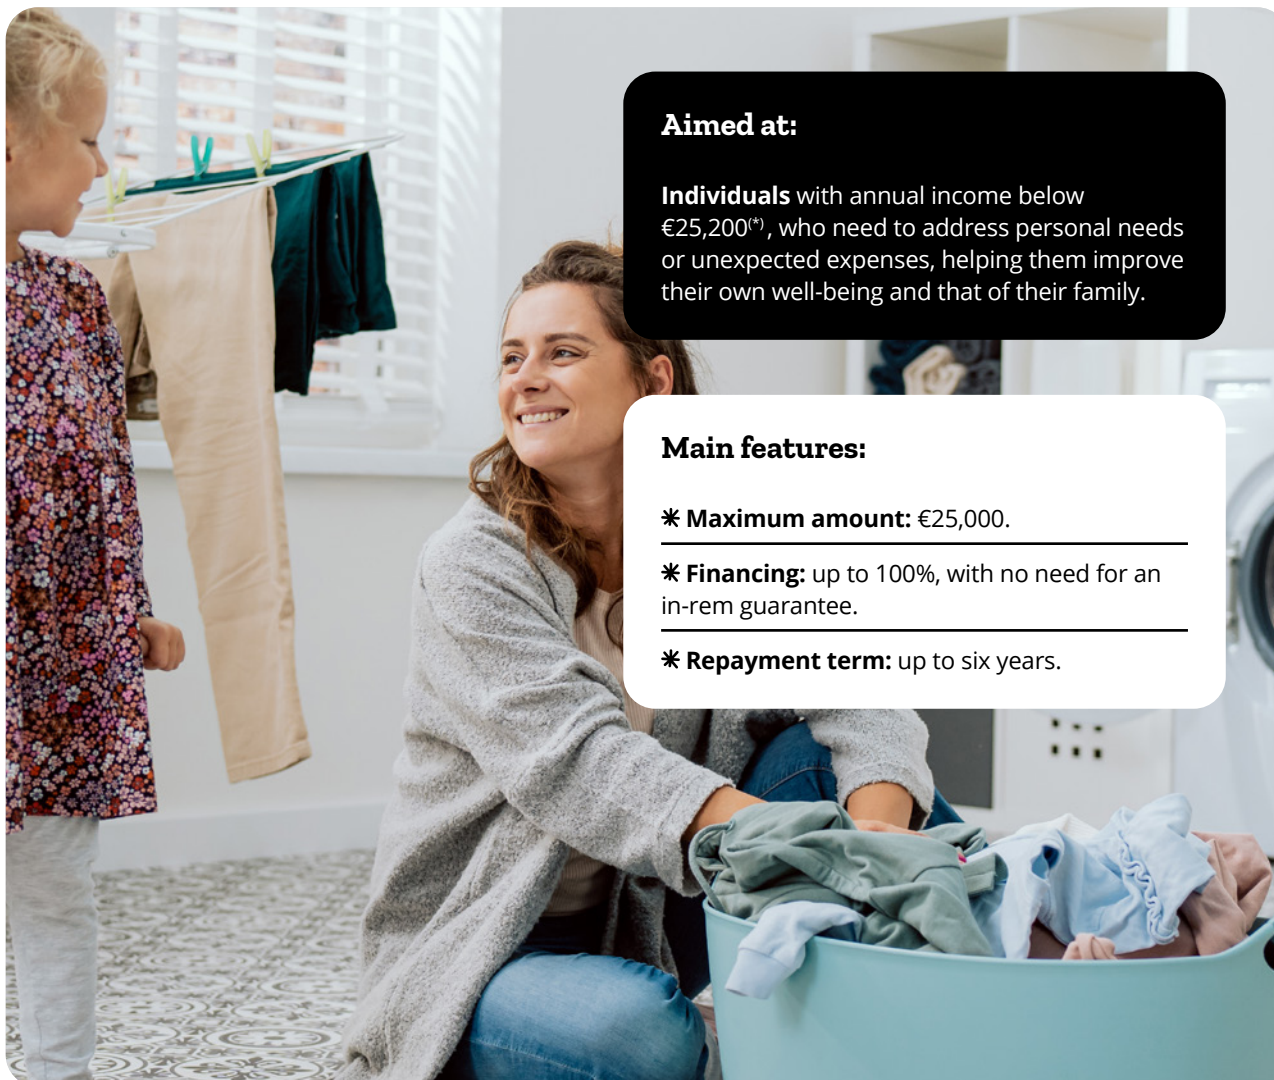 Aimed at:
Individuals with annual income below
€25,200(*), who need to address personal needs
or unexpected expenses, helping them improve
their own well-being and that of their family.
Main features:
✳ Maximum amount: €25,000.
✳ Financing: up to 100%, with no need for an
in-rem guarantee.
✳ Repayment term: up to six years.